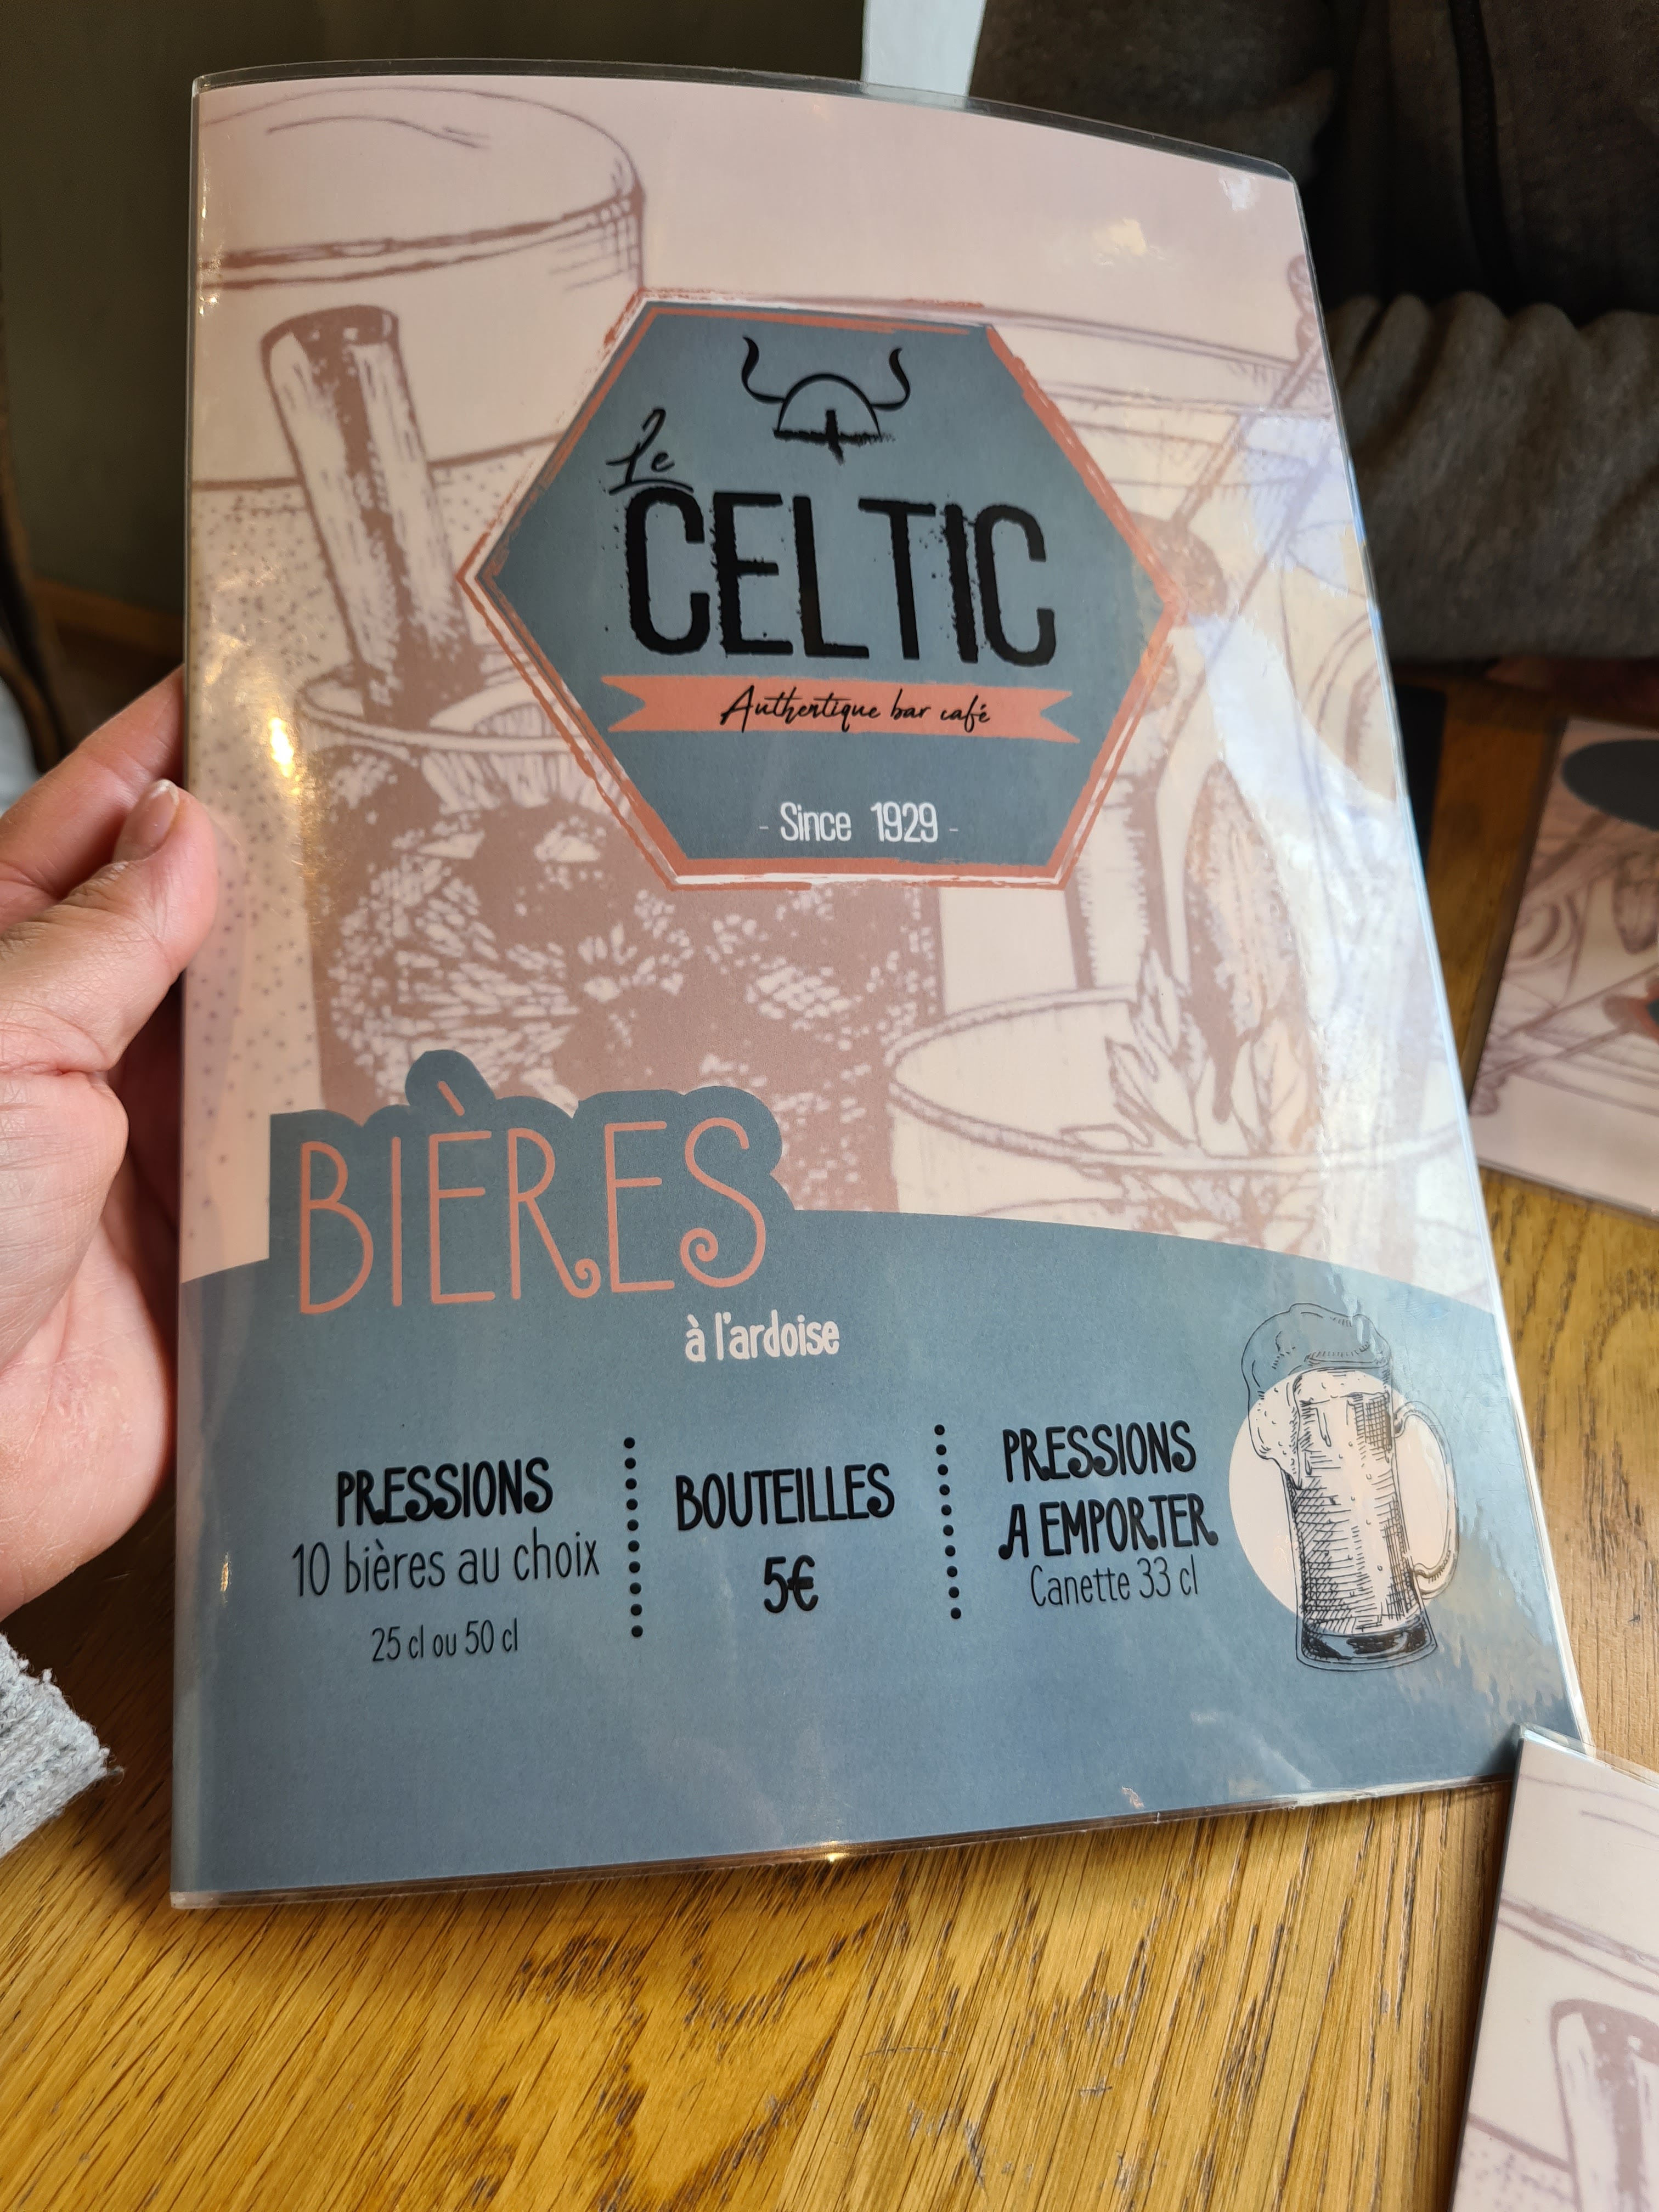 Le
CELTIC
Authentique bar café
- Since 1929 -
BIÈRES
à l'ardoise
PRESSIONS
10 bières au choix
25 cl ou 50 cl
BOUTEILLES
5€
PRESSIONS
A EMPORTER
Canette 33 cl